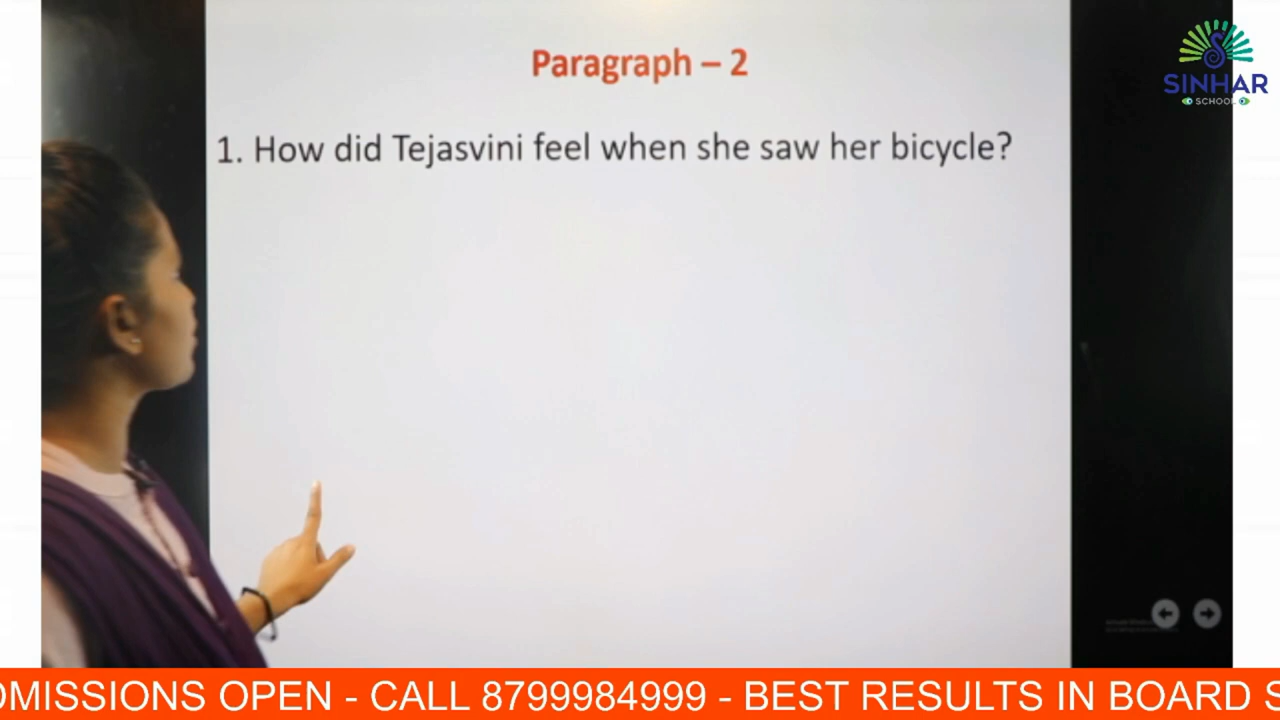 Paragraph – 2
SINHAR
SCHOOL
1. How did Tejasvini feel when she saw her bicycle?
DMISSIONS OPEN - CALL 8799984999 - BEST RESULTS IN BOARD S